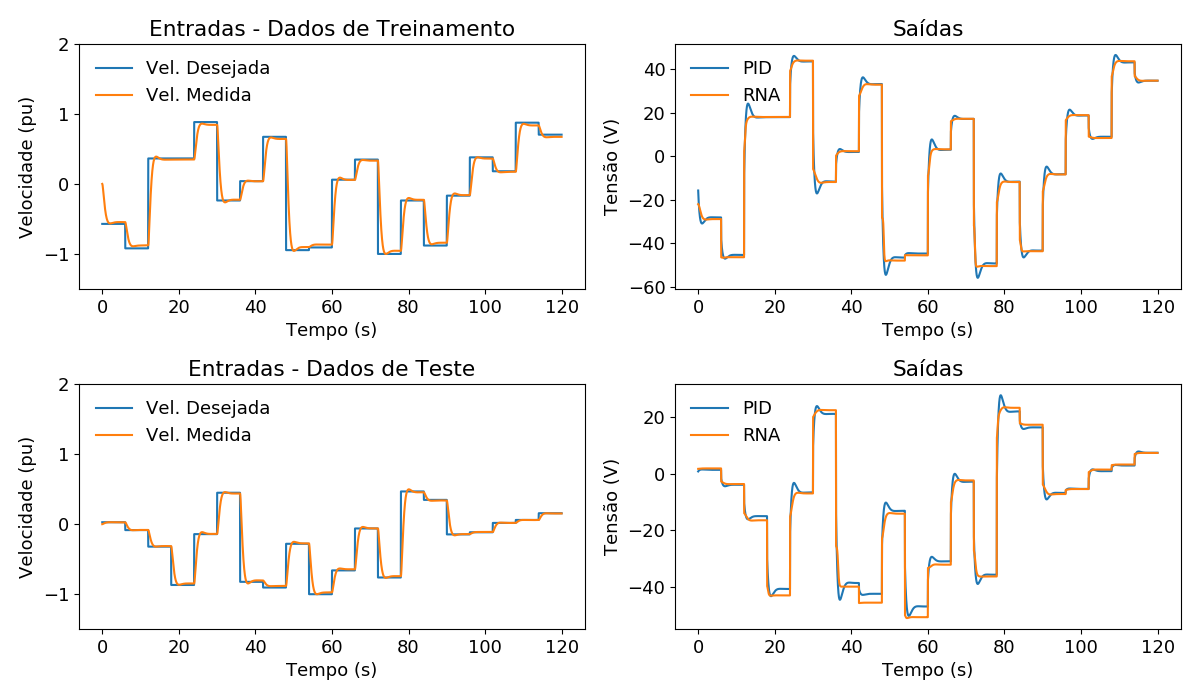 Entradas - Dados de Treinamento
2
1
0
−1
Velocidade (pu)
Vel. Desejada
Vel. Medida
0 20 40 60 80 100 120
Tempo (s)
Saídas
40
20
0
−20
−40
−60
Tensão (V)
PID
RNA
0 20 40 60 80 100 120
Tempo (s)
Entradas - Dados de Teste
2
1
0
−1
Velocidade (pu)
Vel. Desejada
Vel. Medida
0 20 40 60 80 100 120
Tempo (s)
Saídas
20
0
−20
−40
Tensão (V)
PID
RNA
0 20 40 60 80 100 120
Tempo (s)